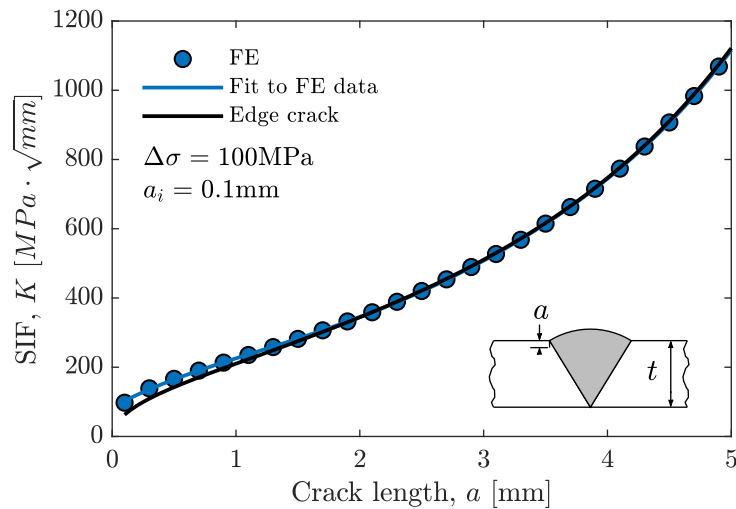 1200
1000
800
600
400
200
0
SIF, K [MPa · √mm]
FE
Fit to FE data
Edge crack
Δσ = 100MPa
a_i = 0.1mm
a
t
0 1 2 3 4 5
Crack length, a [mm]